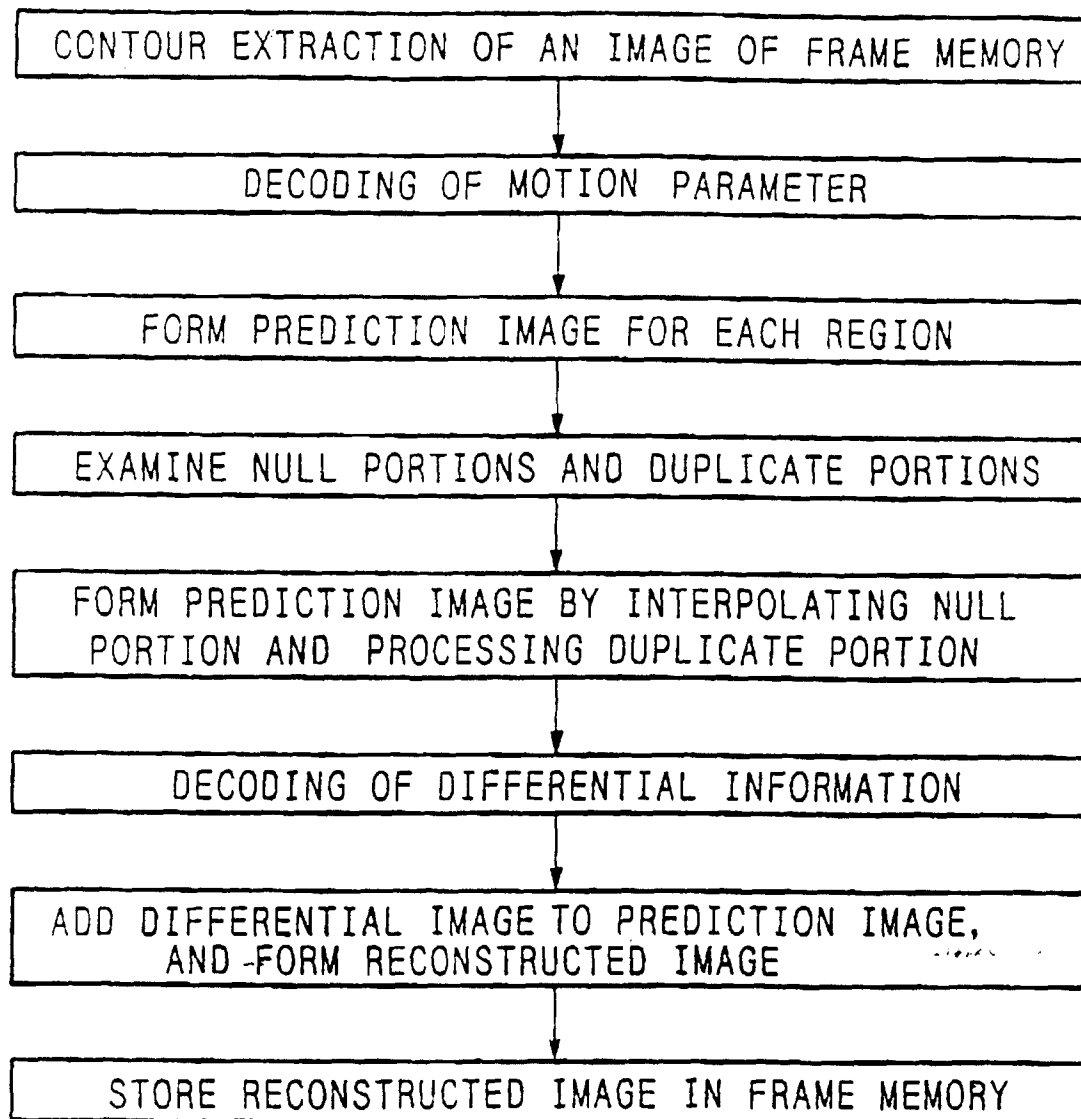 CONTOUR EXTRACTION OF AN IMAGE OF FRAME MEMORY
DECODING OF MOTION PARAMETER
FORM PREDICTION IMAGE FOR EACH REGION
EXAMINE NULL PORTIONS AND DUPLICATE PORTIONS
FORM PREDICTION IMAGE BY INTERPOLATING NULL
PORTION AND PROCESSING DUPLICATE PORTION
DECODING OF DIFFERENTIAL INFORMATION
ADD DIFFERENTIAL IMAGE TO PREDICTION IMAGE,
AND FORM RECONSTRUCTED IMAGE
STORE RECONSTRUCTED IMAGE IN FRAME MEMORY